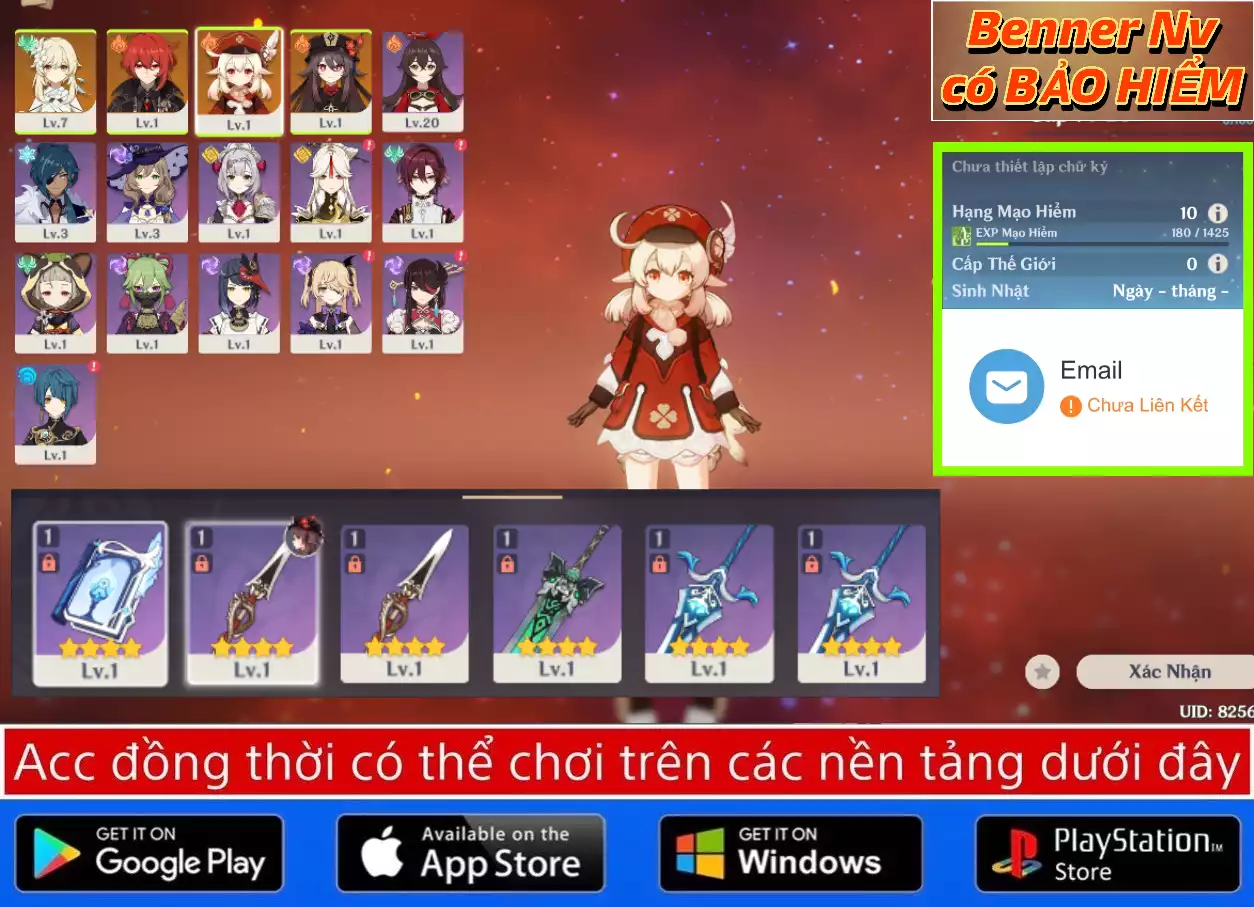 Benner Nv
có BẢO HIỂM
Lv.7
Lv.1
Lv.1
Lv.1
Lv.20
Lv.3
Lv.3
Lv.1
Lv.1
Lv.1
Lv.1
Lv.1
Lv.1
Lv.1
Lv.1
Lv.1
Chưa thiết lập chữ ký
Hạng Mạo Hiểm 10
EXP Mạo Hiểm 180 / 1425
Cấp Thế Giới 0
Sinh Nhật Ngày - tháng -
Email
Chưa Liên Kết
1
1
1
1
1
1
Lv.1
Lv.1
Lv.1
Lv.1
Lv.1
Lv.1
Xác Nhận
UID: 8256
Acc đồng thời có thể chơi trên các nền tảng dưới đây
GET IT ON
Google Play
Available on the
App Store
GET IT ON
Windows
PlayStation™
Store